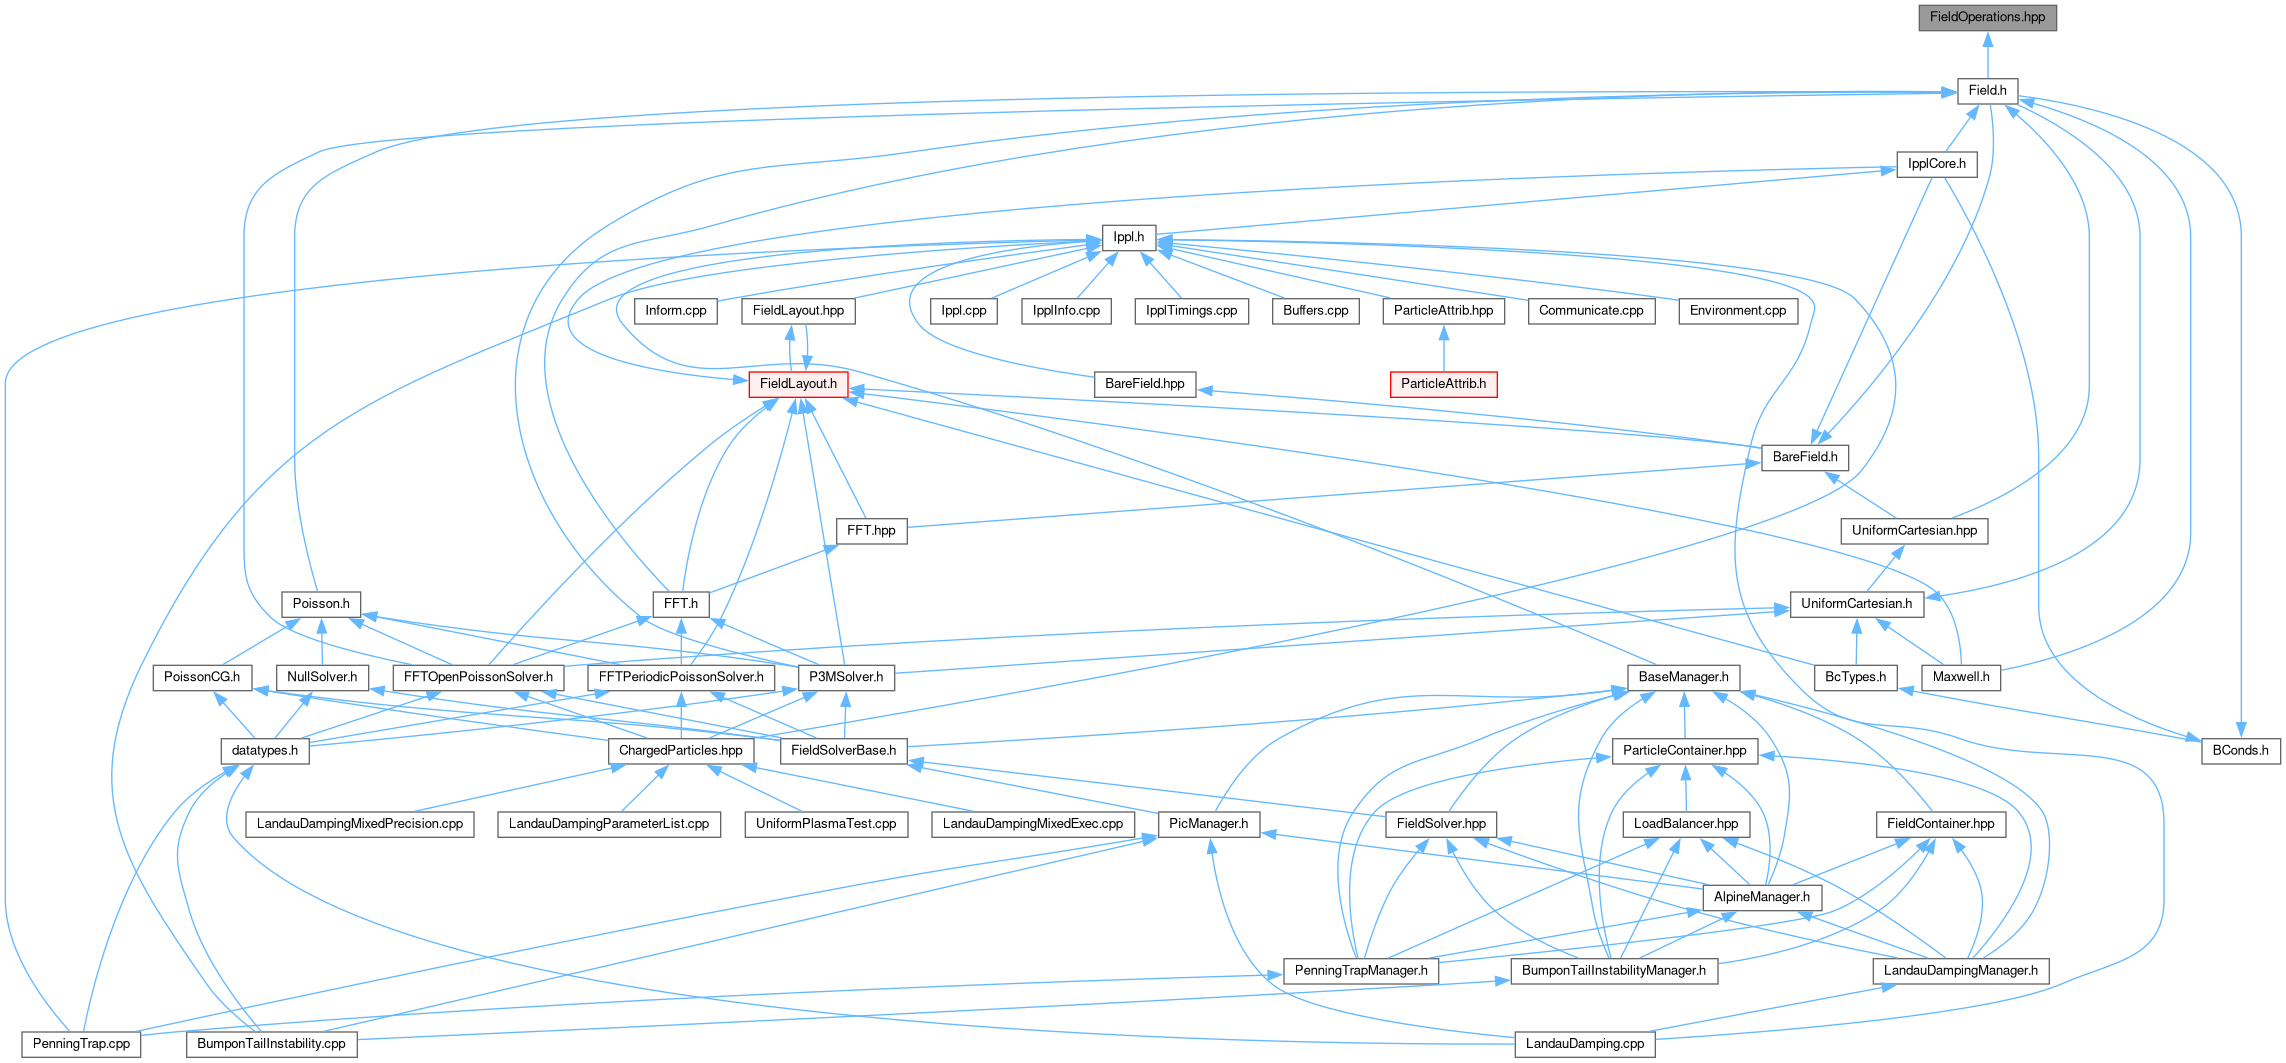 FieldOperations.hpp
Field.h
IpplCore.h
Ippl.h
Inform.cpp
FieldLayout.hpp
Ippl.cpp
IpplInfo.cpp
IpplTimings.cpp
Buffers.cpp
ParticleAttrib.hpp
Communicate.cpp
Environment.cpp
FieldLayout.h
BareField.hpp
ParticleAttrib.h
BareField.h
FFT.hpp
UniformCartesian.hpp
Poisson.h
FFT.h
UniformCartesian.h
PoissonCG.h
NullSolver.h
FFTOpenPoissonSolver.h
FFTPeriodicPoissonSolver.h
P3MSolver.h
BaseManager.h
BcTypes.h
Maxwell.h
datatypes.h
ChargedParticles.hpp
FieldSolverBase.h
ParticleContainer.hpp
BConds.h
LandauDampingMixedPrecision.cpp
LandauDampingParameterList.cpp
UniformPlasmaTest.cpp
LandauDampingMixedExec.cpp
PicManager.h
FieldSolver.hpp
LoadBalancer.hpp
FieldContainer.hpp
AlpineManager.h
PenningTrapManager.h
BumponTailInstabilityManager.h
LandauDampingManager.h
PenningTrap.cpp
BumponTailInstability.cpp
LandauDamping.cpp